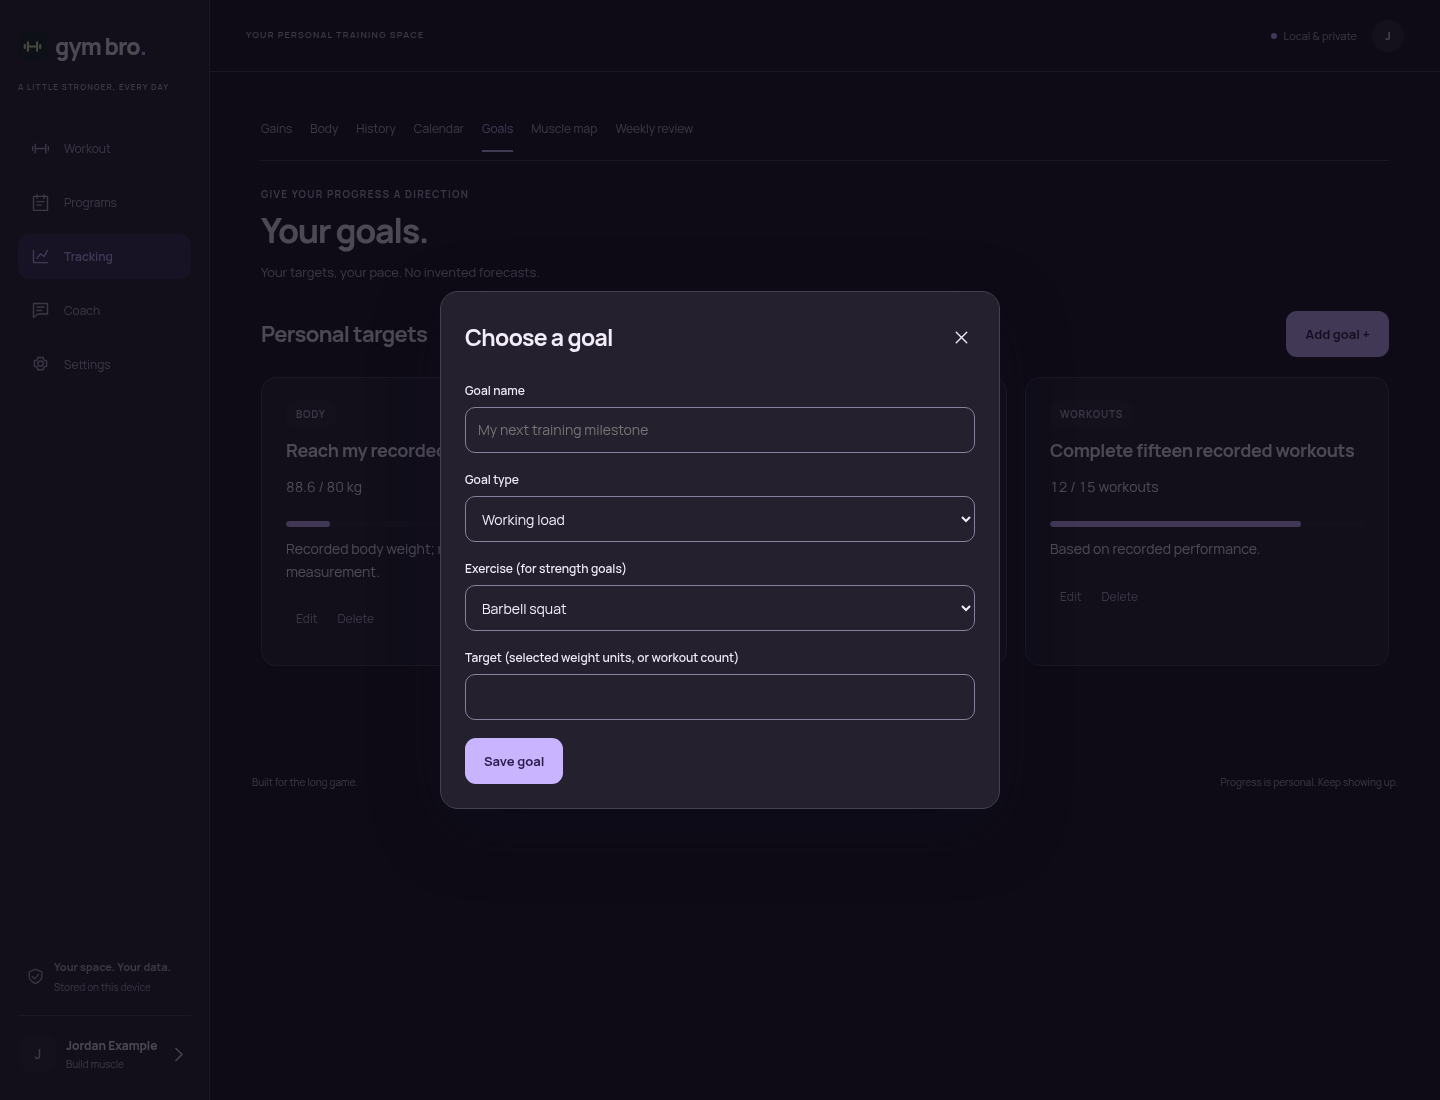 gym bro.
A LITTLE STRONGER, EVERY DAY
Workout
Programs
Tracking
Coach
Settings
Your space. Your data.
Stored on this device
J
Jordan Example
Build muscle
YOUR PERSONAL TRAINING SPACE
Local & private
J
Gains Body History Calendar Goals Muscle map Weekly review
GIVE YOUR PROGRESS A DIRECTION
Your goals.
Your targets, your pace. No invented forecasts.
Personal targets
Add goal +
BODY
Reach my recorded
88.6 / 80 kg
Recorded body weight;
measurement.
Edit Delete
WORKOUTS
Complete fifteen recorded workouts
12 / 15 workouts
Based on recorded performance.
Edit Delete
Choose a goal
Goal name
My next training milestone
Goal type
Working load
Exercise (for strength goals)
Barbell squat
Target (selected weight units, or workout count)
Save goal
Built for the long game.
Progress is personal. Keep showing up.